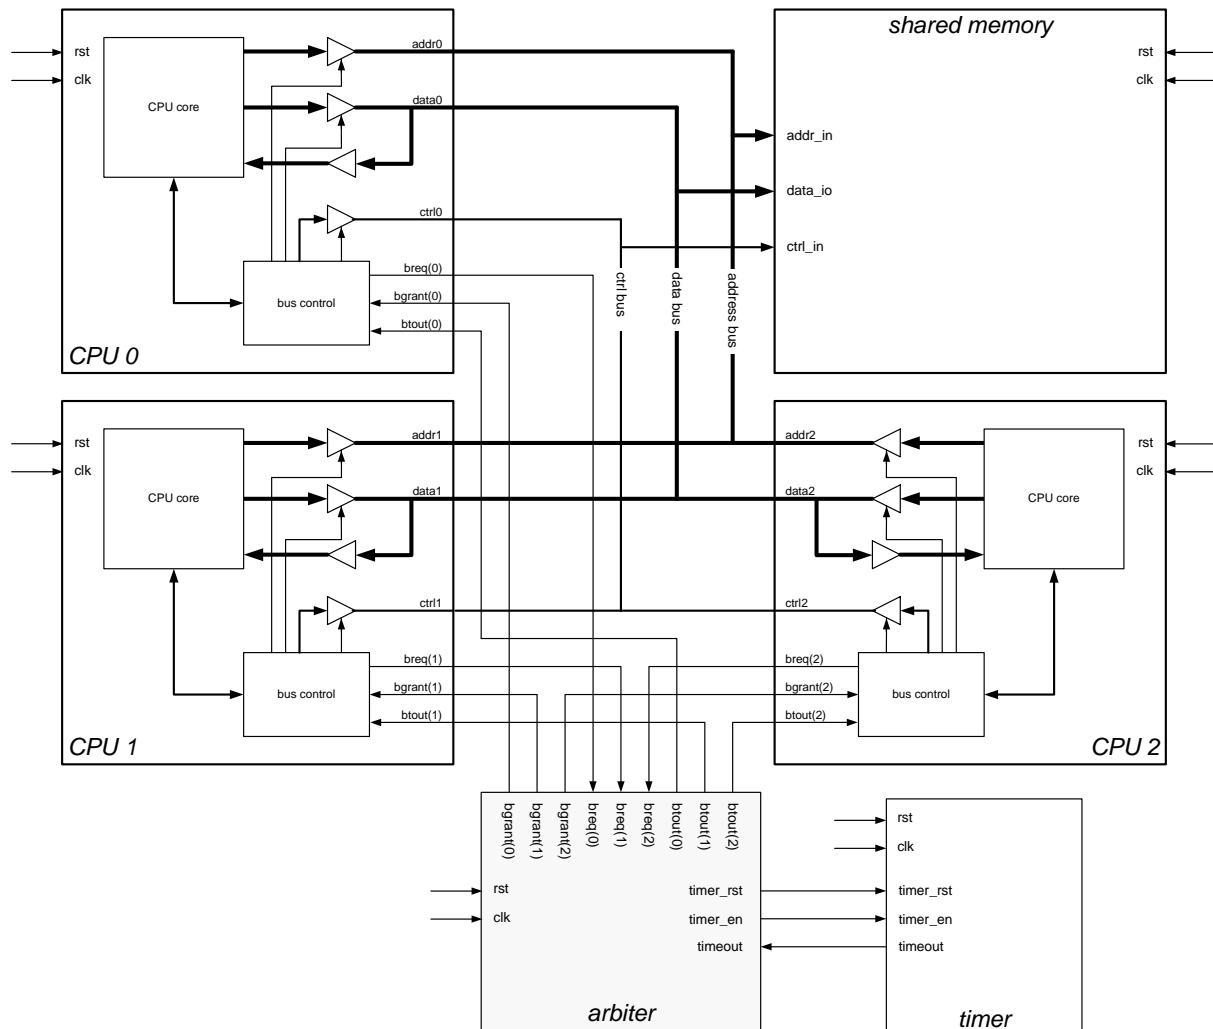 shared memory
rst
clk
CPU core
addr0
data0
ctrl0
bus control
breq(0)
bgrant(0)
btout(0)
CPU 0
rst
clk
addr_in
data_io
ctrl_in
ctrl bus
data bus
address bus
rst
clk
CPU core
addr1
data1
ctrl1
bus control
breq(1)
bgrant(1)
btout(1)
CPU 1
addr2
data2
ctrl2
CPU core
rst
clk
breq(2)
bgrant(2)
btout(2)
bus control
CPU 2
bgrant(0)
bgrant(1)
bgrant(2)
breq(0)
breq(1)
breq(2)
btout(0)
btout(1)
btout(2)
rst
clk
timer_rst
timer_en
timeout
arbiter
rst
clk
timer_rst
timer_en
timeout
timer